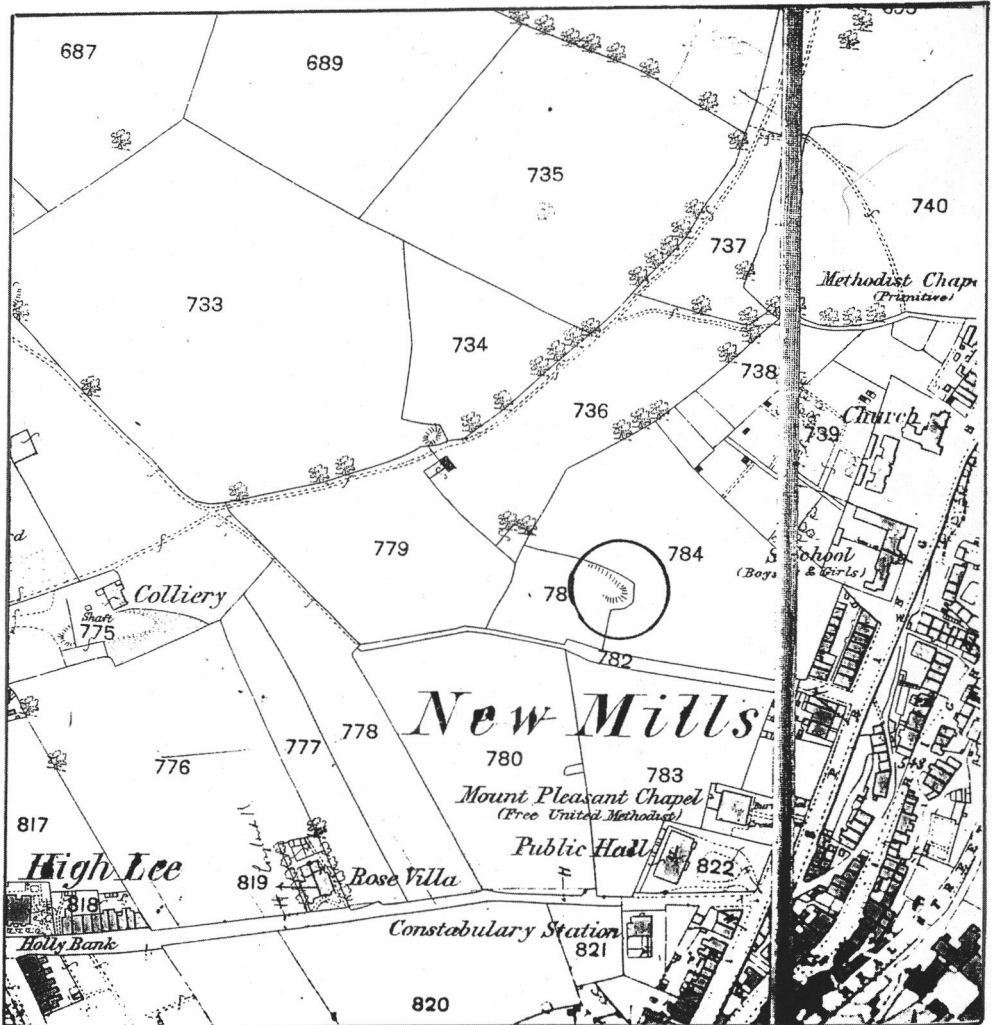 687
689
735
740
737
Methodist Chap
(Primitive)
733
734
738
736
Church
739
779
784
School
(Boys & Girls)
78
Colliery
Shaft
775
782
New Mills
778
777
780
783
776
Mount Pleasant Chapel
(Free United Methodist)
817
Public Hall
822
High Lee
819
Rose Villa
818
Constabulary Station
Holly Bank
821
820